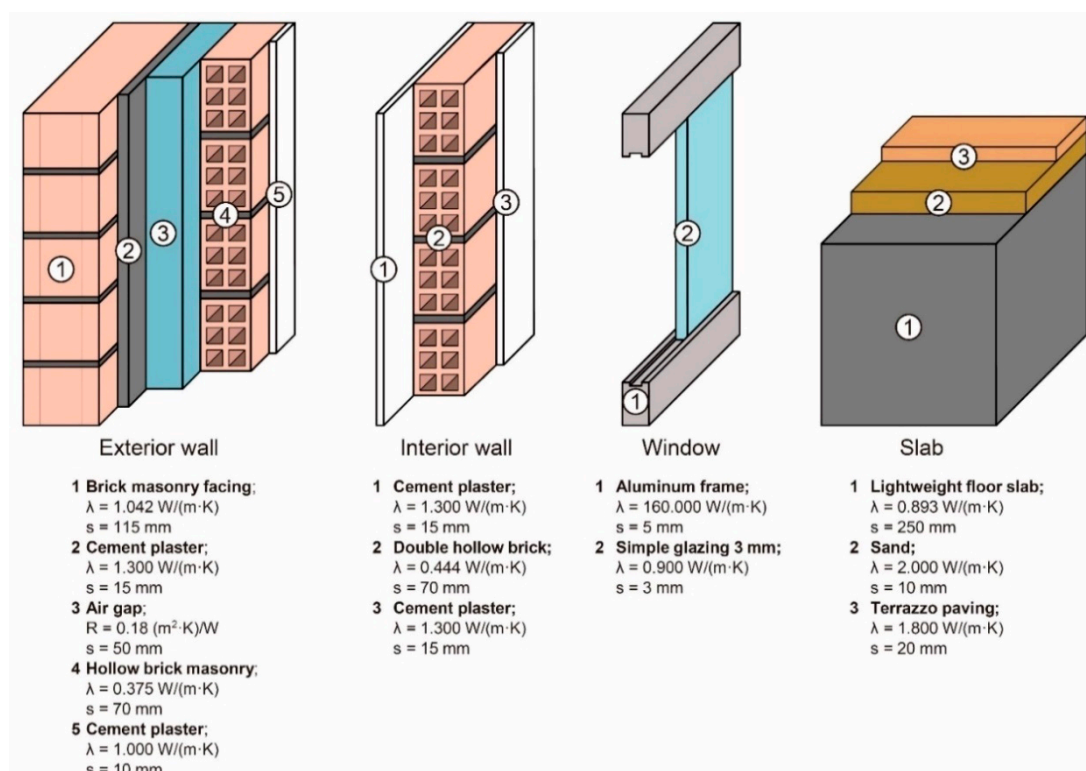 1
2
3
4
5
1
2
3
1
2
1
2
3
Exterior wall
1 Brick masonry facing;
λ = 1.042 W/(m·K)
s = 115 mm
2 Cement plaster;
λ = 1.300 W/(m·K)
s = 15 mm
3 Air gap;
R = 0.18 (m²·K)/W
s = 50 mm
4 Hollow brick masonry;
λ = 0.375 W/(m·K)
s = 70 mm
5 Cement plaster;
λ = 1.000 W/(m·K)
s = 10 mm
Interior wall
1 Cement plaster;
λ = 1.300 W/(m·K)
s = 15 mm
2 Double hollow brick;
λ = 0.444 W/(m·K)
s = 70 mm
3 Cement plaster;
λ = 1.300 W/(m·K)
s = 15 mm
Window
1 Aluminum frame;
λ = 160.000 W/(m·K)
s = 5 mm
2 Simple glazing 3 mm;
λ = 0.900 W/(m·K)
s = 3 mm
Slab
1 Lightweight floor slab;
λ = 0.893 W/(m·K)
s = 250 mm
2 Sand;
λ = 2.000 W/(m·K)
s = 10 mm
3 Terrazzo paving;
λ = 1.800 W/(m·K)
s = 20 mm